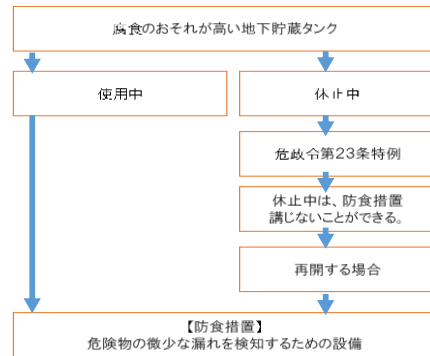 腐食のおそれが高い地下貯蔵タンク
使用中
休止中
危政令第23条特例
休止中は、防食措置
講じないことができる。
再開する場合
【防食措置】
危険物の微少な漏れを検知するための設備